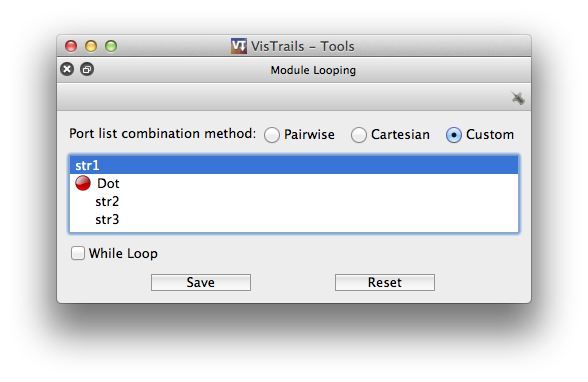 VT VisTrails – Tools
Module Looping
Port list combination method: Pairwise Cartesian Custom
str1
Dot
str2
str3
While Loop
Save Reset